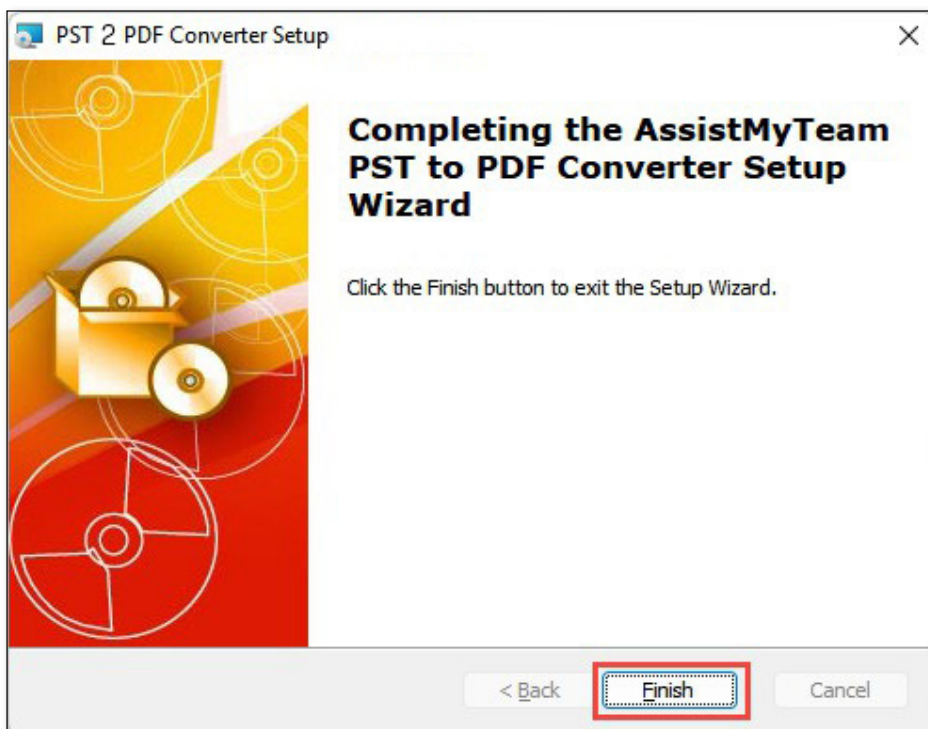 PST 2 PDF Converter Setup
Completing the AssistMyTeam
PST to PDF Converter Setup
Wizard
Click the Finish button to exit the Setup Wizard.
< Back Finish Cancel